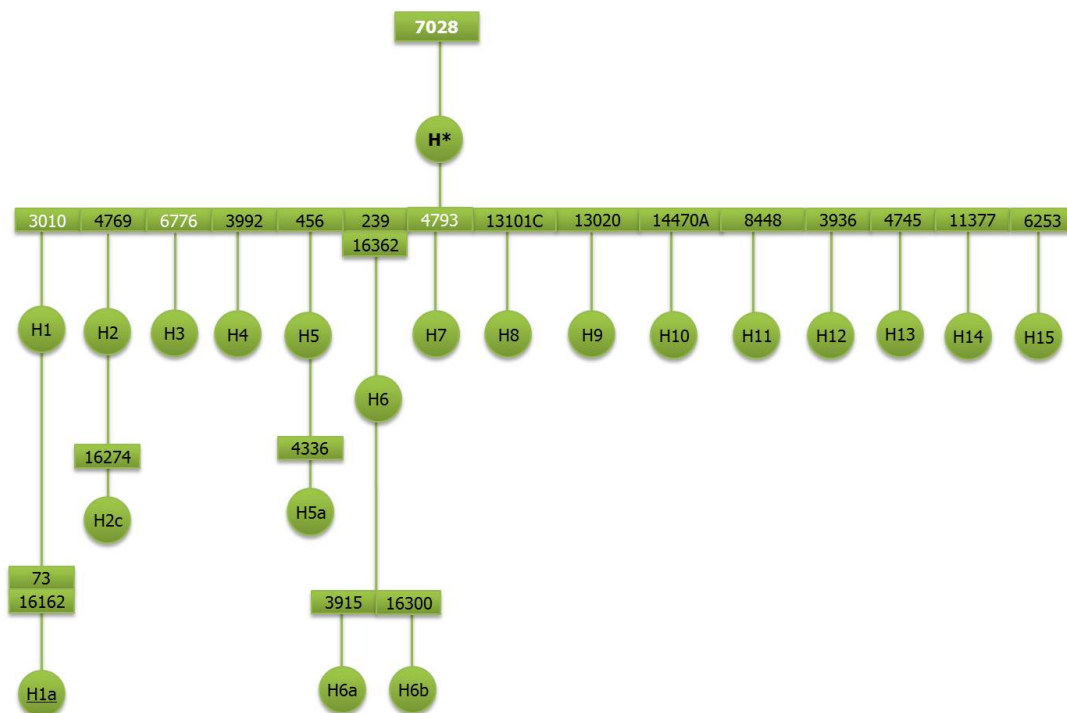 7028
H*
3010 4769 6776 3992 456 239 4793 13101C 13020 14470A 8448 3936 4745 11377 6253
16362
H1 H2 H3 H4 H5 H7 H8 H9 H10 H11 H12 H13 H14 H15
H6
16274 4336
H2c H5a
73
16162 3915 16300
H1a H6a H6b